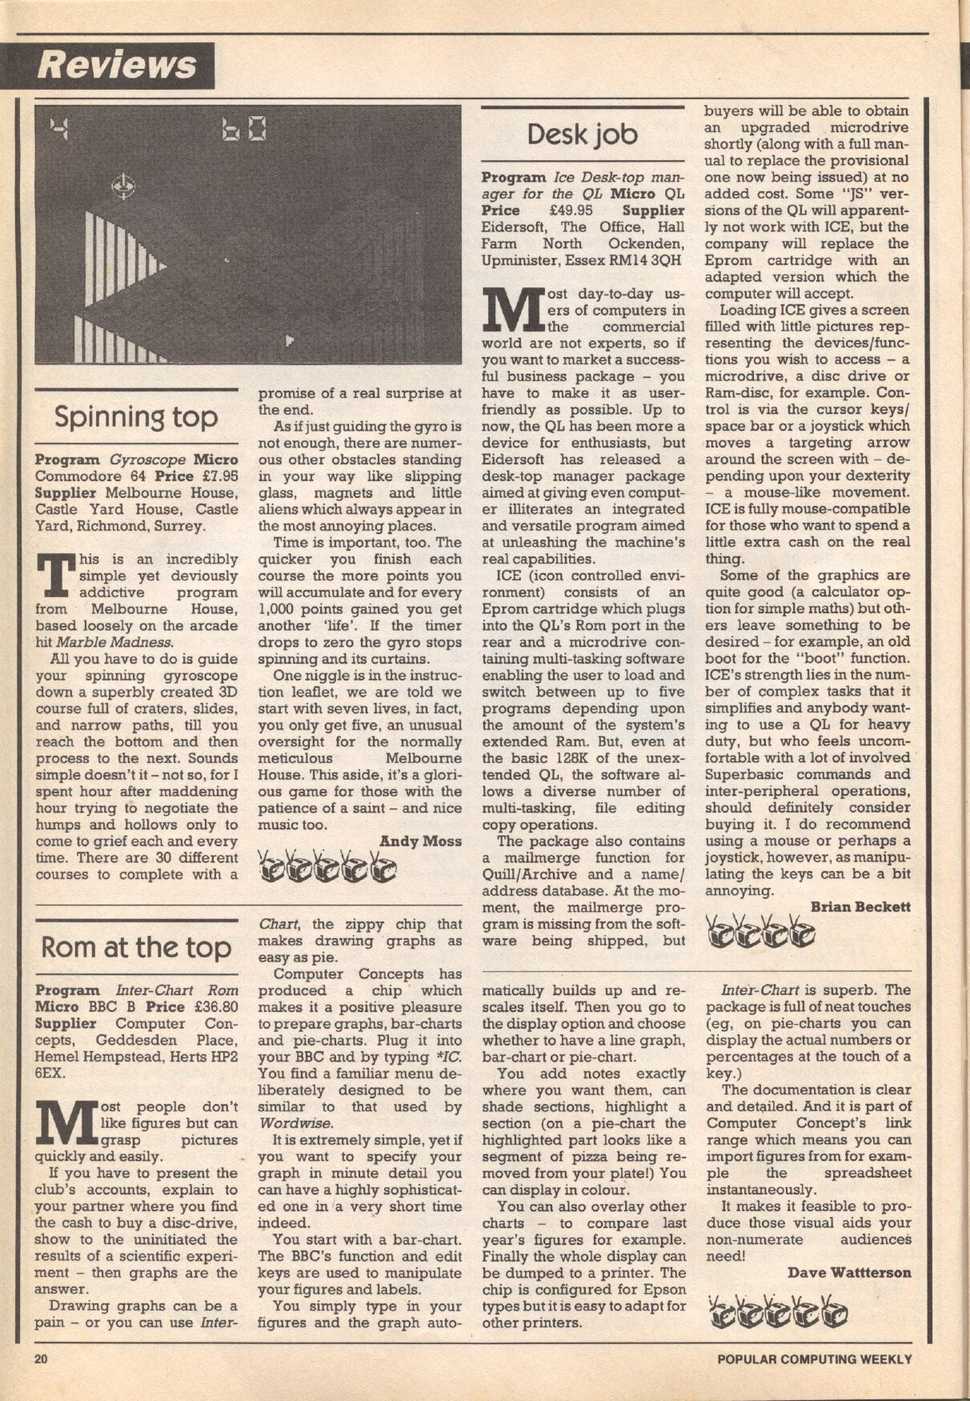 Reviews
4 60
Spinning top
Program Gyroscope Micro
Commodore 64 Price £7.95
Supplier Melbourne House,
Castle Yard House, Castle
Yard, Richmond, Surrey.
This is an incredibly
simple yet deviously
addictive program
from Melbourne House,
based loosely on the arcade
hit Marble Madness.
All you have to do is guide
your spinning gyroscope
down a superbly created 3D
course full of craters, slides,
and narrow paths, till you
reach the bottom and then
process to the next. Sounds
simple doesn't it – not so, for I
spent hour after maddening
hour trying to negotiate the
humps and hollows only to
come to grief each and every
time. There are 30 different
courses to complete with a
promise of a real surprise at
the end.
As if just guiding the gyro is
not enough, there are numer-
ous other obstacles standing
in your way like slipping
glass, magnets and little
aliens which always appear in
the most annoying places.
Time is important, too. The
quicker you finish each
course the more points you
will accumulate and for every
1,000 points gained you get
another 'life'. If the timer
drops to zero the gyro stops
spinning and its curtains.
One niggle is in the instruc-
tion leaflet, we are told we
start with seven lives, in fact,
you only get five, an unusual
oversight for the normally
meticulous Melbourne
House. This aside, it's a glori-
ous game for those with the
patience of a saint – and nice
music too.
Andy Moss
Desk job
Program Ice Desk-top man-
ager for the QL Micro QL
Price £49.95 Supplier
Eidersoft, The Office, Hall
Farm North Ockenden,
Upminister, Essex RM14 3QH
Most day-to-day us-
ers of computers in
the commercial
world are not experts, so if
you want to market a success-
ful business package – you
have to make it as user-
friendly as possible. Up to
now, the QL has been more a
device for enthusiasts, but
Eidersoft has released a
desk-top manager package
aimed at giving even comput-
er illiterates an integrated
and versatile program aimed
at unleashing the machine's
real capabilities.
ICE (icon controlled envi-
ronment) consists of an
Eprom cartridge which plugs
into the QL's Rom port in the
rear and a microdrive con-
taining multi-tasking software
enabling the user to load and
switch between up to five
programs depending upon
the amount of the system's
extended Ram. But, even at
the basic 128K of the unex-
tended QL, the software al-
lows a diverse number of
multi-tasking, file editing
copy operations.
The package also contains
a mailmerge function for
Quill/Archive and a name/
address database. At the mo-
ment, the mailmerge pro-
gram is missing from the soft-
ware being shipped, but
buyers will be able to obtain
an upgraded microdrive
shortly (along with a full man-
ual to replace the provisional
one now being issued) at no
added cost. Some "JS" ver-
sions of the QL will apparent-
ly not work with ICE, but the
company will replace the
Eprom cartridge with an
adapted version which the
computer will accept.
Loading ICE gives a screen
filled with little pictures rep-
resenting the devices/func-
tions you wish to access – a
microdrive, a disc drive or
Ram-disc, for example. Con-
trol is via the cursor keys/
space bar or a joystick which
moves a targeting arrow
around the screen with – de-
pending upon your dexterity
– a mouse-like movement.
ICE is fully mouse-compatible
for those who want to spend a
little extra cash on the real
thing.
Some of the graphics are
quite good (a calculator op-
tion for simple maths) but oth-
ers leave something to be
desired – for example, an old
boot for the "boot" function.
ICE's strength lies in the num-
ber of complex tasks that it
simplifies and anybody want-
ing to use a QL for heavy
duty, but who feels uncom-
fortable with a lot of involved
Superbasic commands and
inter-peripheral operations,
should definitely consider
buying it. I do recommend
using a mouse or perhaps a
joystick, however, as manipu-
lating the keys can be a bit
annoying.
Brian Beckett
Rom at the top
Program Inter-Chart Rom
Micro BBC B Price £36.80
Supplier Computer Con-
cepts, Geddesden Place,
Hemel Hempstead, Herts HP2
6EX.
Most people don't
like figures but can
grasp pictures
quickly and easily.
If you have to present the
club's accounts, explain to
your partner where you find
the cash to buy a disc-drive,
show to the uninitiated the
results of a scientific experi-
ment – then graphs are the
answer.
Drawing graphs can be a
pain – or you can use Inter-
Chart, the zippy chip that
makes drawing graphs as
easy as pie.
Computer Concepts has
produced a chip which
makes it a positive pleasure
to prepare graphs, bar-charts
and pie-charts. Plug it into
your BBC and by typing *IC.
You find a familiar menu de-
liberately designed to be
similar to that used by
Wordwise.
It is extremely simple, yet if
you want to specify your
graph in minute detail you
can have a highly sophisticat-
ed one in a very short time
indeed.
You start with a bar-chart.
The BBC's function and edit
keys are used to manipulate
your figures and labels.
You simply type in your
figures and the graph auto-
matically builds up and re-
scales itself. Then you go to
the display option and choose
whether to have a line graph,
bar-chart or pie-chart.
You add notes exactly
where you want them, can
shade sections, highlight a
section (on a pie-chart the
highlighted part looks like a
segment of pizza being re-
moved from your plate!) You
can display in colour.
You can also overlay other
charts – to compare last
year's figures for example.
Finally the whole display can
be dumped to a printer. The
chip is configured for Epson
types but it is easy to adapt for
other printers.
Inter-Chart is superb. The
package is full of neat touches
(eg, on pie-charts you can
display the actual numbers or
percentages at the touch of a
key.)
The documentation is clear
and detailed. And it is part of
Computer Concept's link
range which means you can
import figures from for exam-
ple the spreadsheet
instantaneously.
It makes it feasible to pro-
duce those visual aids your
non-numerate audiences
need!
Dave Wattterson
20
POPULAR COMPUTING WEEKLY